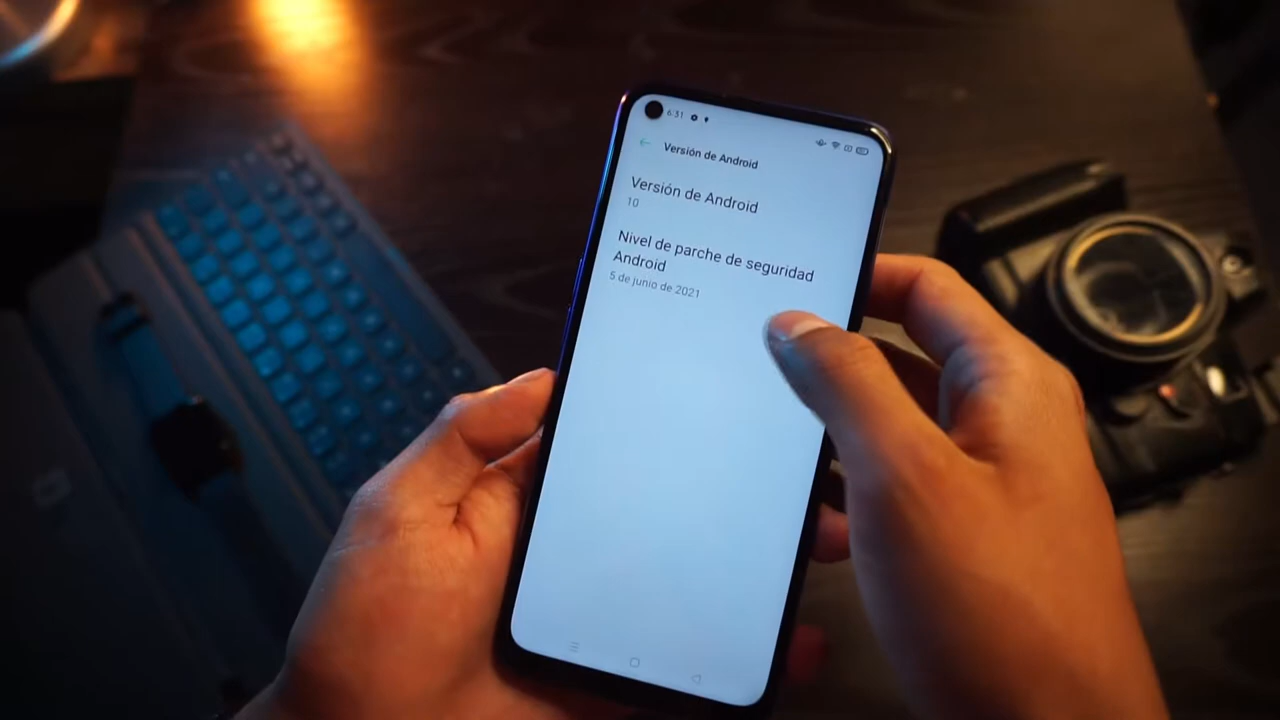 6:31
Versión de Android
Versión de Android
10
Nivel de parche de seguridad
Android
5 de junio de 2021